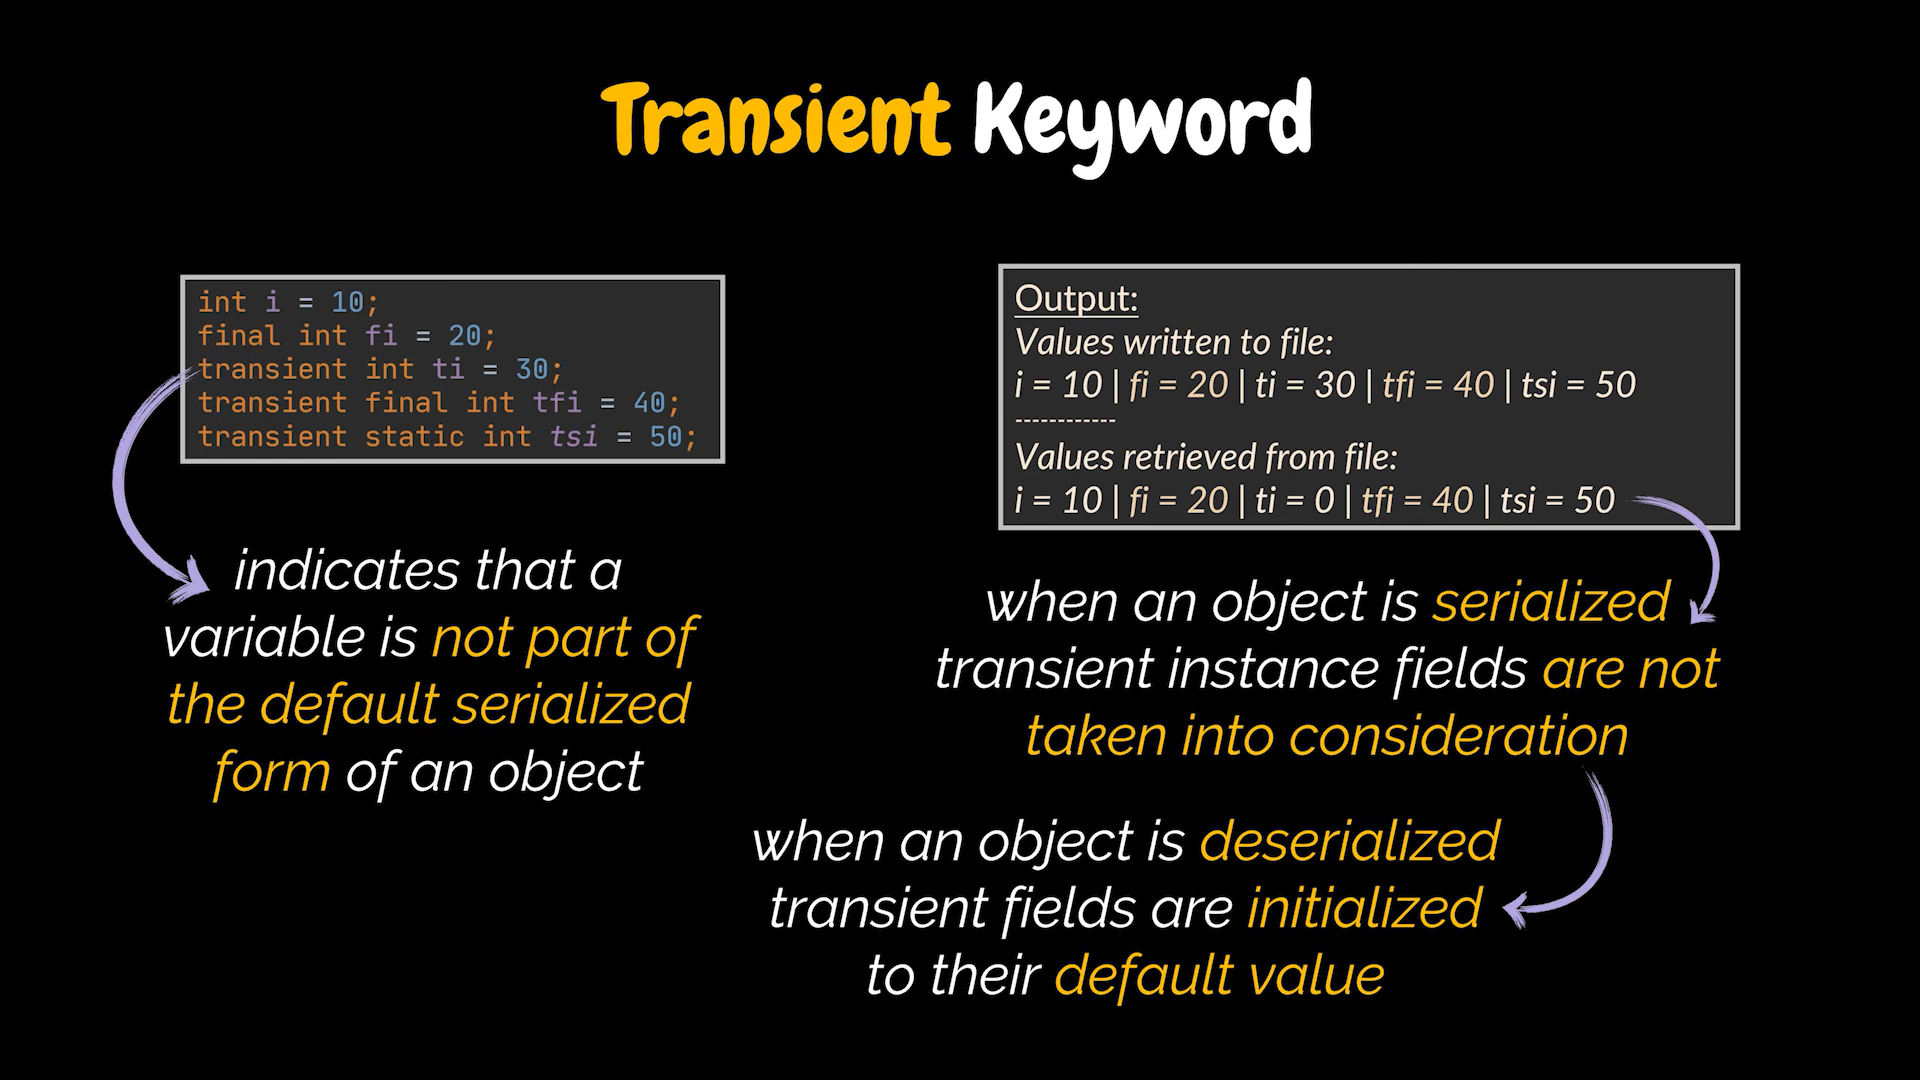 Transient Keyword
int i = 10;
final int fi = 20;
transient int ti = 30;
transient final int tfi = 40;
transient static int tsi = 50;
indicates that a
variable is not part of
the default serialized
form of an object
Output:
Values written to file:
i = 10 | fi = 20 | ti = 30 | tfi = 40 | tsi = 50
------------
Values retrieved from file:
i = 10 | fi = 20 | ti = 0 | tfi = 40 | tsi = 50
when an object is serialized
transient instance fields are not
taken into consideration
when an object is deserialized
transient fields are initialized
to their default value